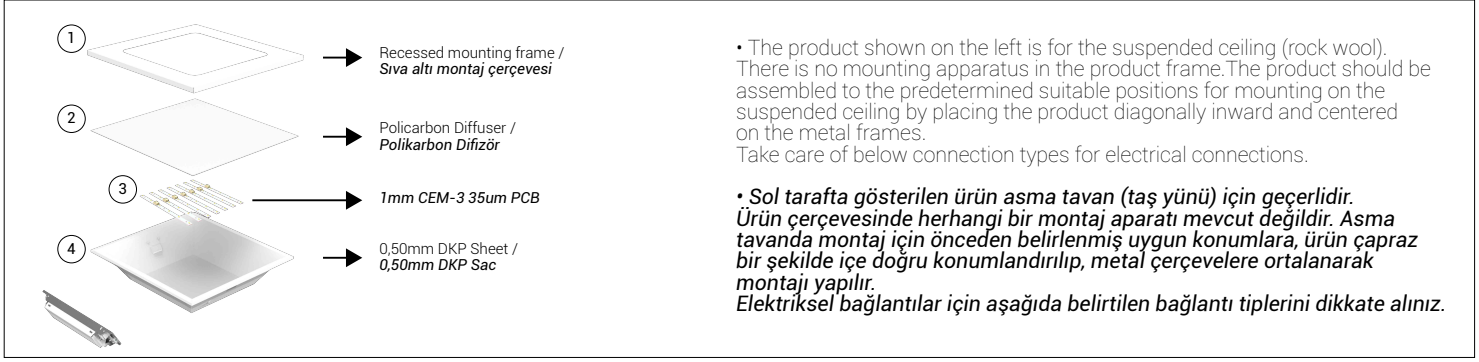 1
Recessed mounting frame /
Sıva altı montaj çerçevesi
2
Policarbon Diffuser /
Polikarbon Difizör
3
1mm CEM-3 35um PCB
4
0,50mm DKP Sheet /
0,50mm DKP Sac
• The product shown on the left is for the suspended ceiling (rock wool).
There is no mounting apparatus in the product frame.The product should be
assembled to the predetermined suitable positions for mounting on the
suspended ceiling by placing the product diagonally inward and centered
on the metal frames.
Take care of below connection types for electrical connections.
• Sol tarafta gösterilen ürün asma tavan (taş yünü) için geçerlidir.
Ürün çerçevesinde herhangi bir montaj aparatı mevcut değildir. Asma
tavanda montaj için önceden belirlenmiş uygun konumlara, ürün çapraz
bir şekilde içe doğru konumlandırılıp, metal çerçevelere ortalanarak
montajı yapılır.
Elektriksel bağlantılar için aşağıda belirtilen bağlantı tiplerini dikkate alınız.